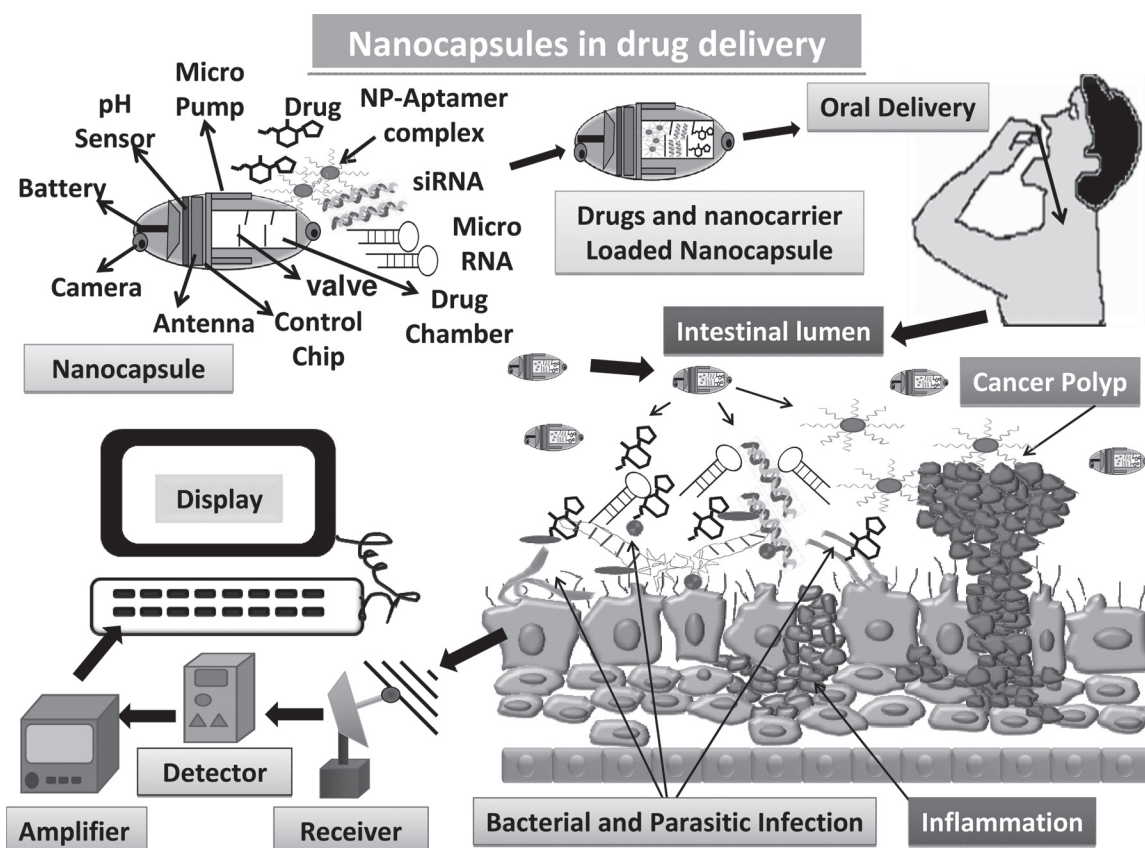 Nanocapsules in drug delivery
Micro
Pump
pH
Sensor
Drug
NP-Aptamer
complex
Battery
siRNA
Micro
RNA
Camera
Antenna
Control
Chip
valve
Drug
Chamber
Nanocapsule
Drugs and nanocarrier
Loaded Nanocapsule
Oral Delivery
Intestinal lumen
Cancer Polyp
Display
Detector
Amplifier
Receiver
Bacterial and Parasitic Infection
Inflammation